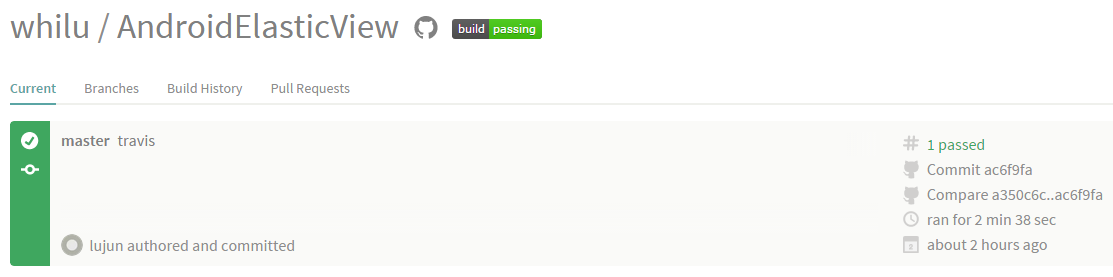 whilu / AndroidElasticView build passing
Current Branches Build History Pull Requests
master travis
# 1 passed
Commit ac6f9fa
Compare a350c6c..ac6f9fa
ran for 2 min 38 sec
lujun authored and committed
2 about 2 hours ago